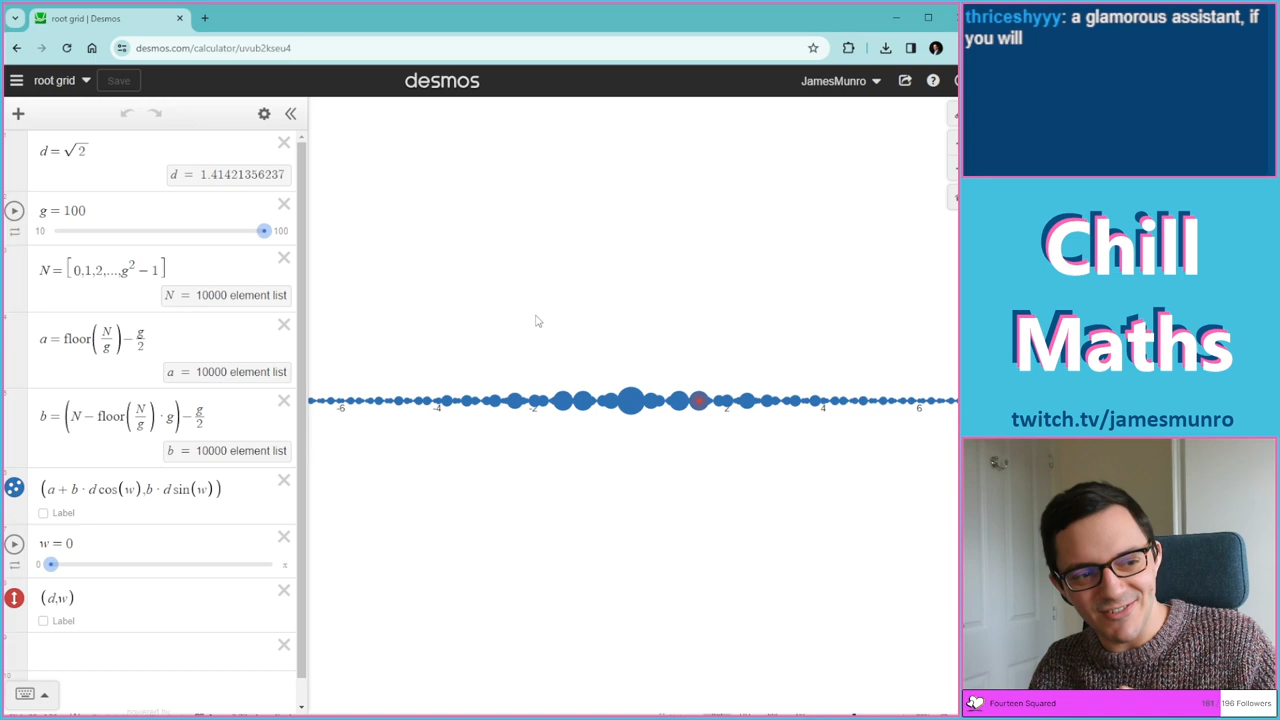 root grid | Desmos
desmos.com/calculator/uvub2kseu4
root grid
Save
desmos
JamesMunro
d = √2
d = 1.41421356237
g = 100
10
100
N = [0,1,2,...,g² − 1]
N = 10000 element list
a = floor(N/g) − g/2
a = 10000 element list
b = (N − floor(N/g) · g) − g/2
b = 10000 element list
(a + b · d cos(w), b · d sin(w))
Label
w = 0
0
π
(d,w)
Label
-6 -4 -2 2 4 6
thriceshyyy: a glamorous assistant, if
you will
Chill
Maths
twitch.tv/jamesmunro
Fourteen Squared
161 / 196 Followers